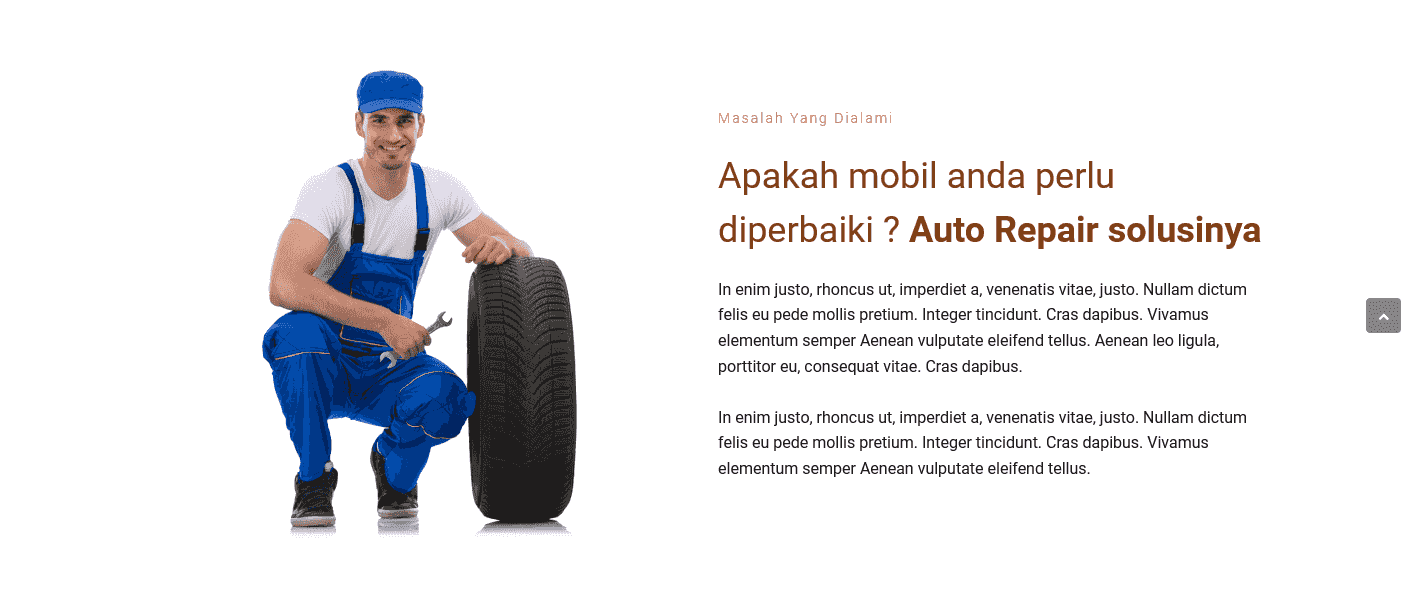 Masalah Yang Dialami
Apakah mobil anda perlu
diperbaiki ? Auto Repair solusinya
In enim justo, rhoncus ut, imperdiet a, venenatis vitae, justo. Nullam dictum
felis eu pede mollis pretium. Integer tincidunt. Cras dapibus. Vivamus
elementum semper Aenean vulputate eleifend tellus. Aenean leo ligula,
porttitor eu, consequat vitae. Cras dapibus.
In enim justo, rhoncus ut, imperdiet a, venenatis vitae, justo. Nullam dictum
felis eu pede mollis pretium. Integer tincidunt. Cras dapibus. Vivamus
elementum semper Aenean vulputate eleifend tellus.